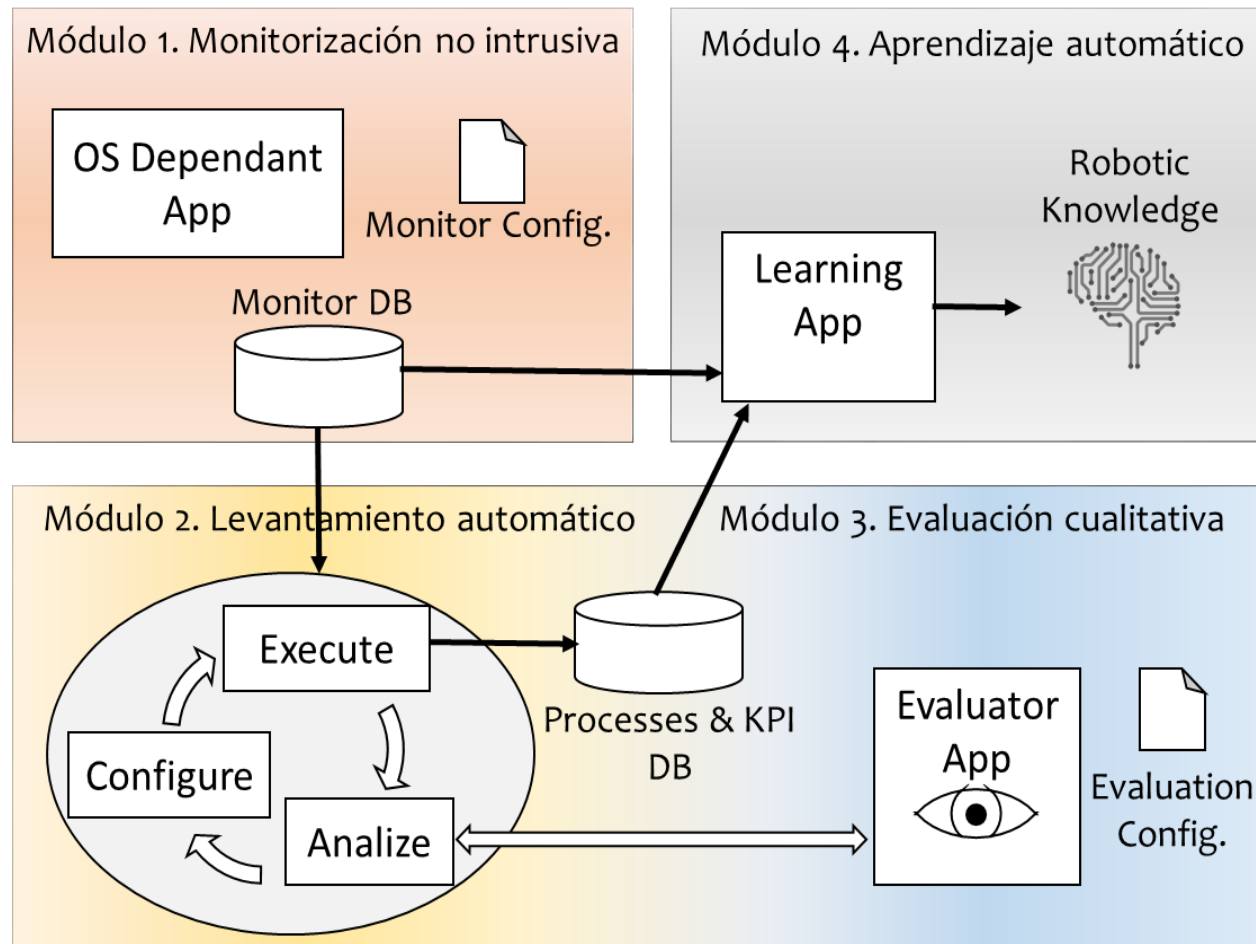 Módulo 1. Monitorización no intrusiva
OS Dependant
App
Monitor Config.
Monitor DB
Módulo 4. Aprendizaje automático
Robotic
Knowledge
Learning
App
Módulo 2. Levantamiento automático
Execute
Configure
Analize
Processes & KPI
DB
Módulo 3. Evaluación cualitativa
Evaluator
App
Evaluation
Config.